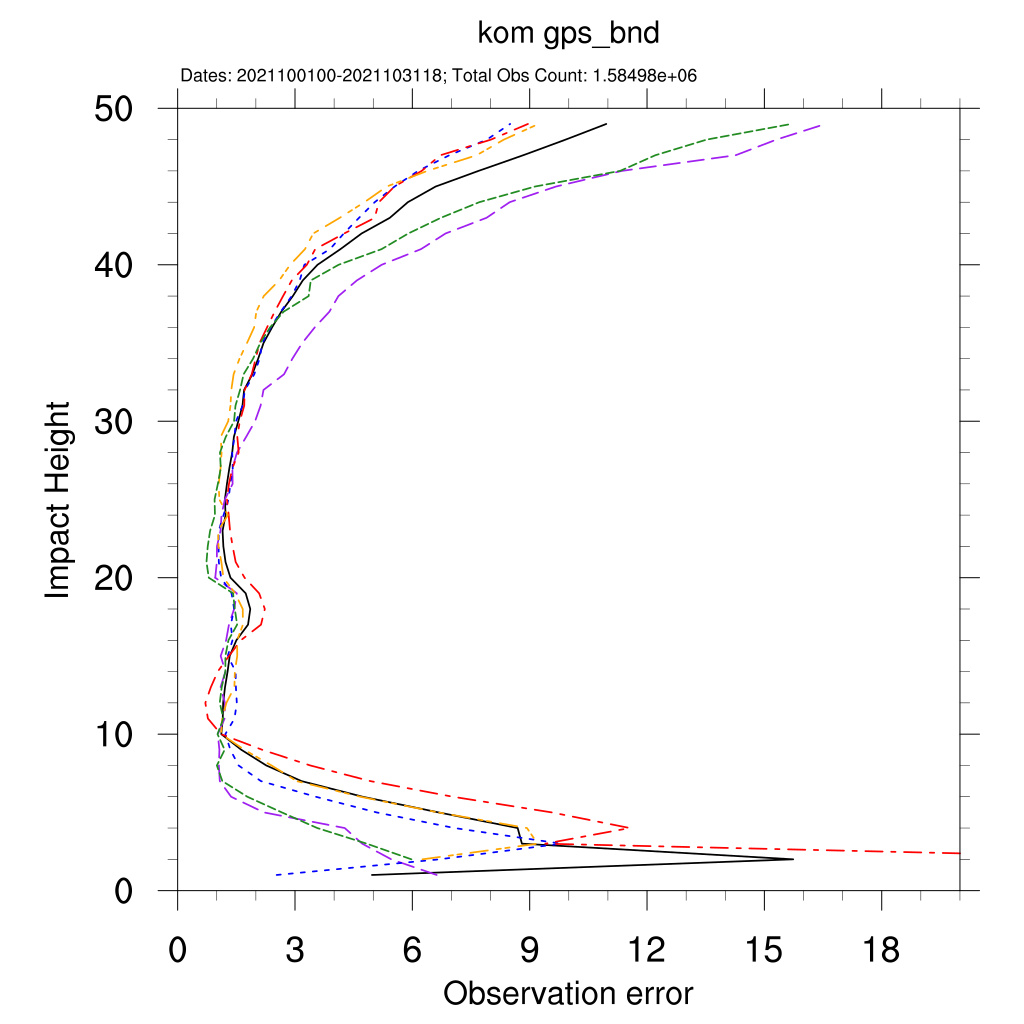 kom gps_bnd
Dates: 2021100100-2021103118; Total Obs Count: 1.58498e+06
50
40
30
20
10
0
Impact Height
0 3 6 9 12 15 18
Observation error